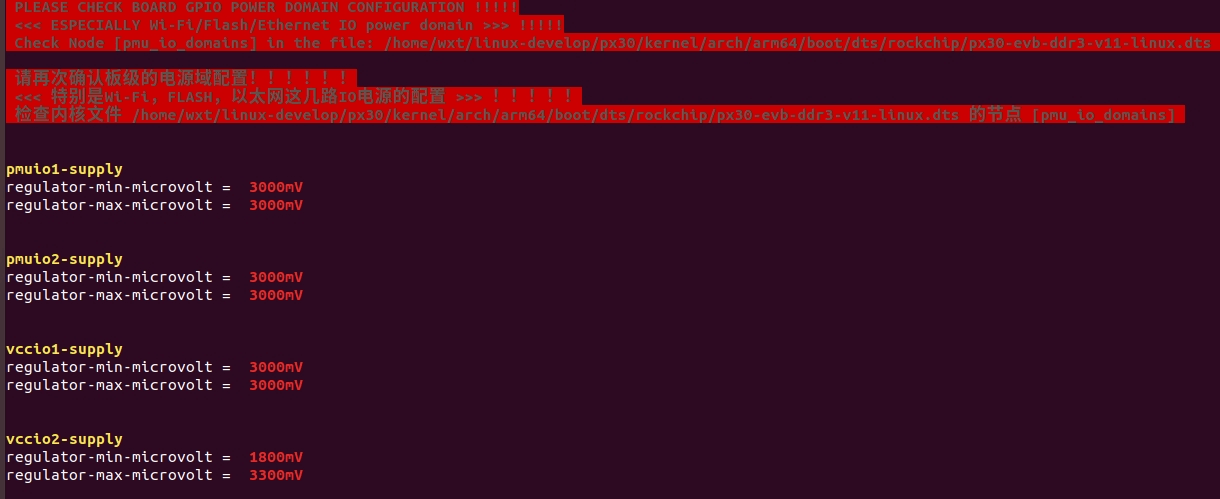 PLEASE CHECK BOARD GPIO POWER DOMAIN CONFIGURATION !!!!!
<<< ESPECIALLY Wi-Fi/Flash/Ethernet IO power domain >>> !!!!!
Check Node [pmu_io_domains] in the file: /home/wxt/linux-develop/px30/kernel/arch/arm64/boot/dts/rockchip/px30-evb-ddr3-v11-linux.dts
请再次确认板级的电源域配置！！！！！！
<<< 特别是Wi-Fi，FLASH，以太网这几路IO电源的配置 >>> ！！！！！
检查内核文件 /home/wxt/linux-develop/px30/kernel/arch/arm64/boot/dts/rockchip/px30-evb-ddr3-v11-linux.dts 的节点 [pmu_io_domains]
pmuio1-supply
regulator-min-microvolt = 3000mV
regulator-max-microvolt = 3000mV
pmuio2-supply
regulator-min-microvolt = 3000mV
regulator-max-microvolt = 3000mV
vccio1-supply
regulator-min-microvolt = 3000mV
regulator-max-microvolt = 3000mV
vccio2-supply
regulator-min-microvolt = 1800mV
regulator-max-microvolt = 3300mV